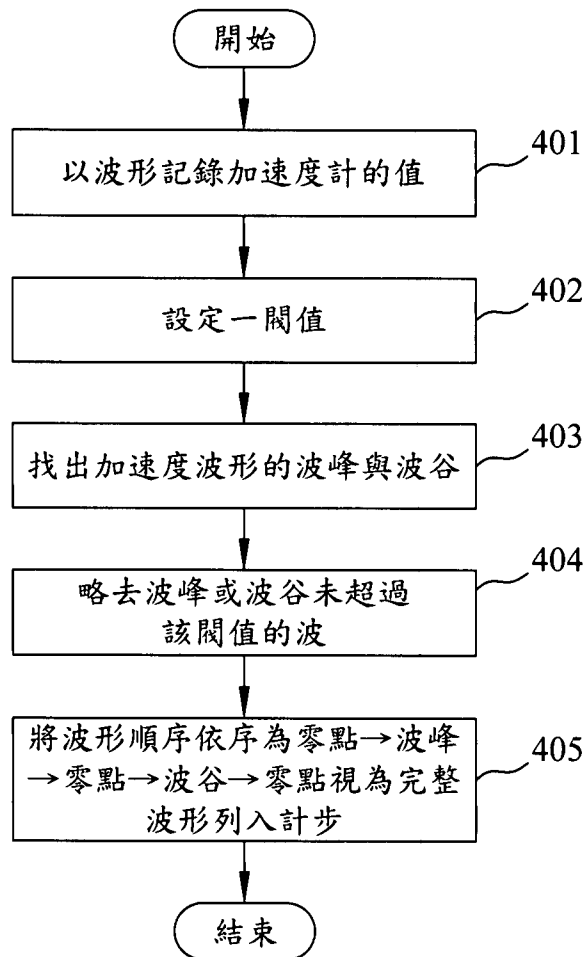 開始
以波形記錄加速度計的值
401
設定一閥值
402
找出加速度波形的波峰與波谷
403
略去波峰或波谷未超過
該閥值的波
404
將波形順序依序為零點→波峰
→零點→波谷→零點視為完整
波形列入計步
405
結束